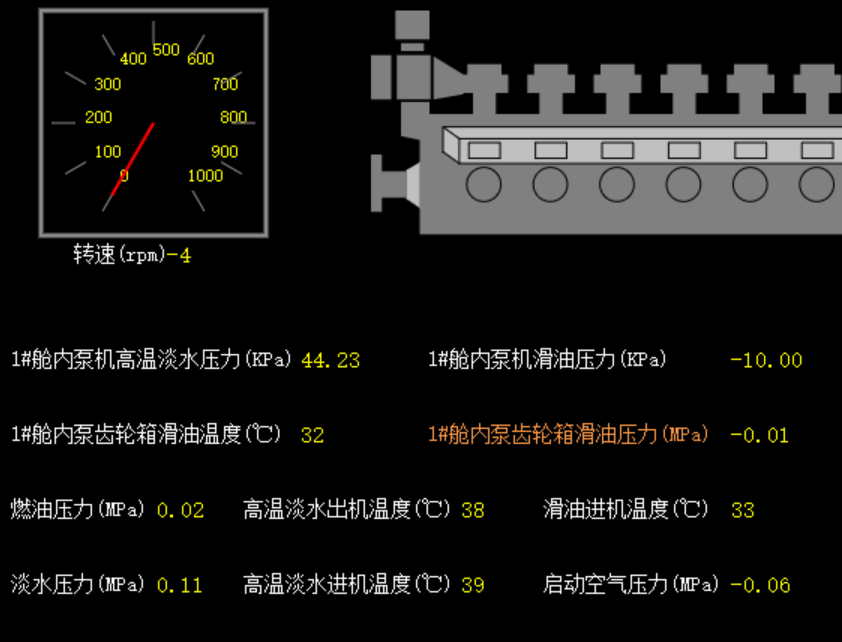 500
400 600
300 700
200 800
100 900
0 1000
转速(rpm)-4
1#舱内泵机高温淡水压力(KPa) 44.23 1#舱内泵机滑油压力(KPa) -10.00
1#舱内泵齿轮箱滑油温度(℃) 32 1#舱内泵齿轮箱滑油压力(MPa) -0.01
燃油压力(MPa) 0.02 高温淡水出机温度(℃) 38 滑油进机温度(℃) 33
淡水压力(MPa) 0.11 高温淡水进机温度(℃) 39 启动空气压力(MPa) -0.06